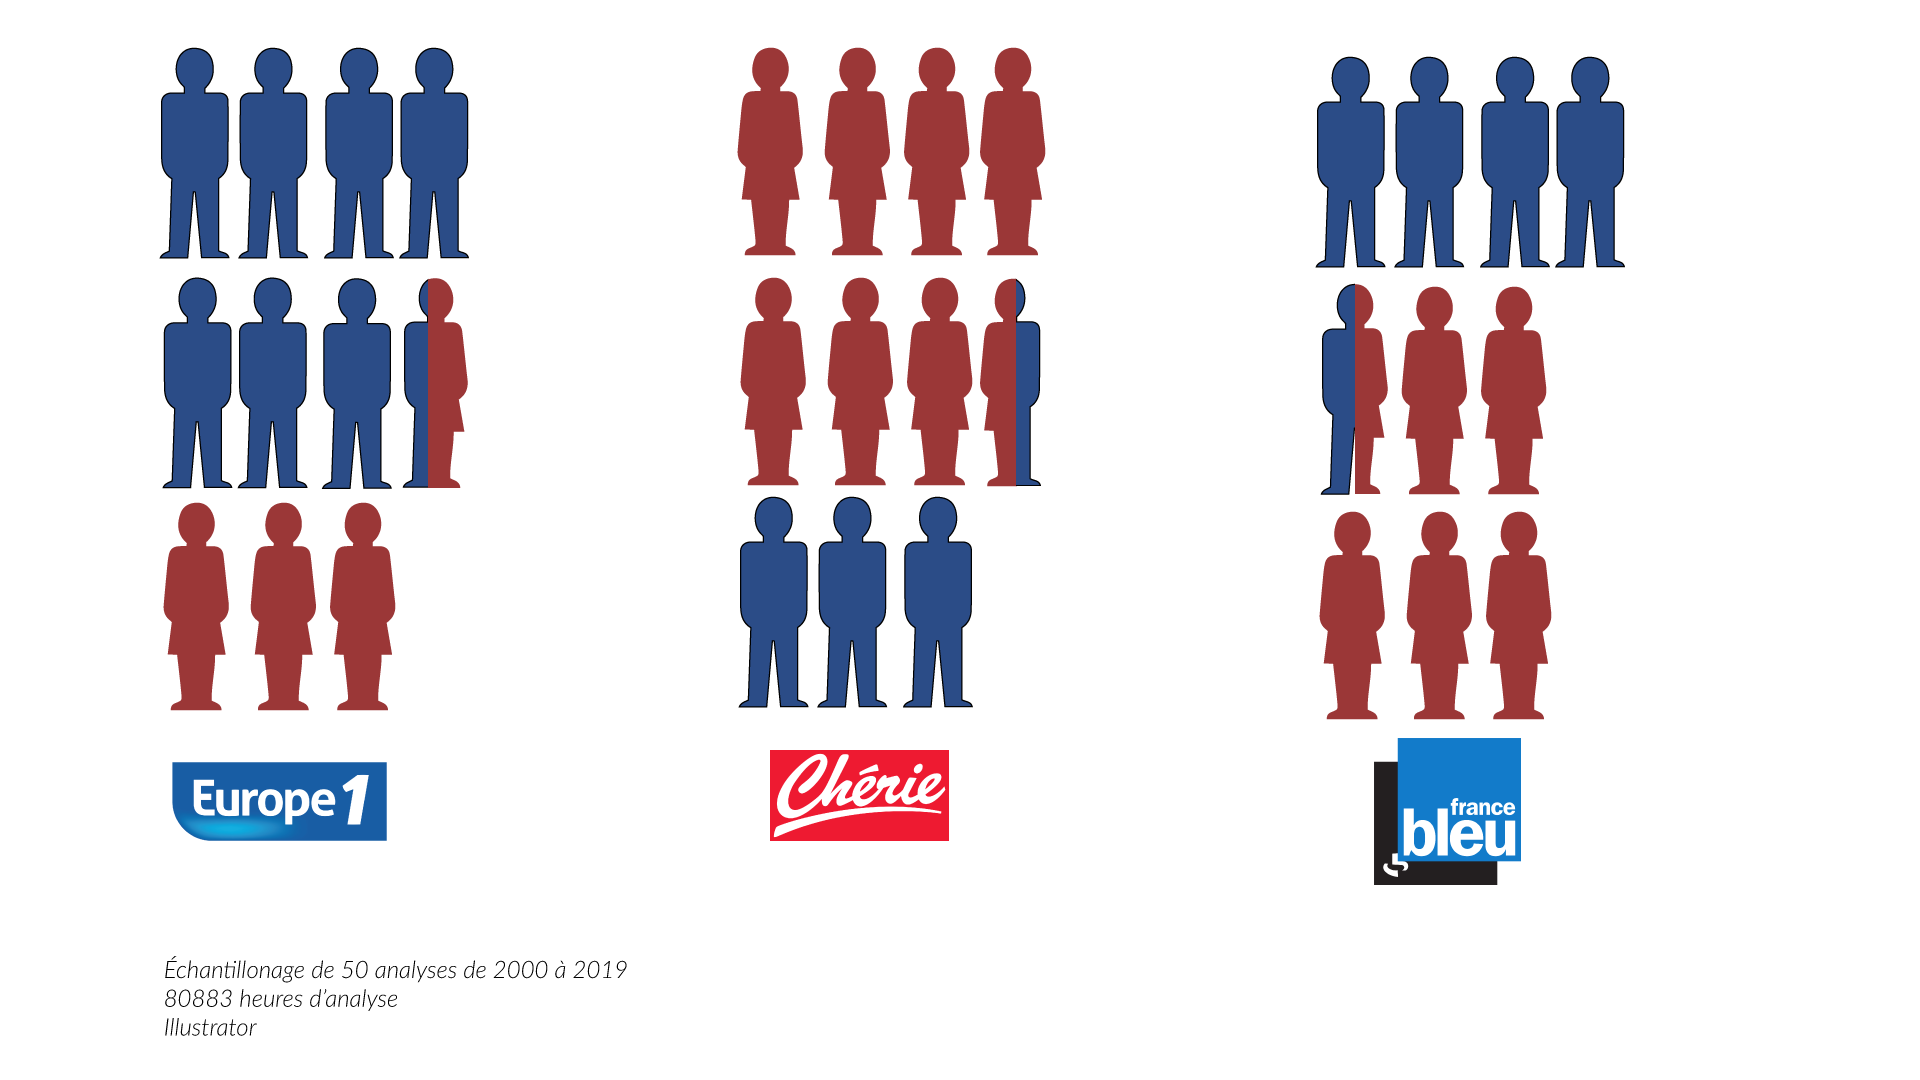 Europe 1
Chérie
france
bleu
Échantillonage de 50 analyses de 2000 à 2019
80883 heures d'analyse
Illustrator